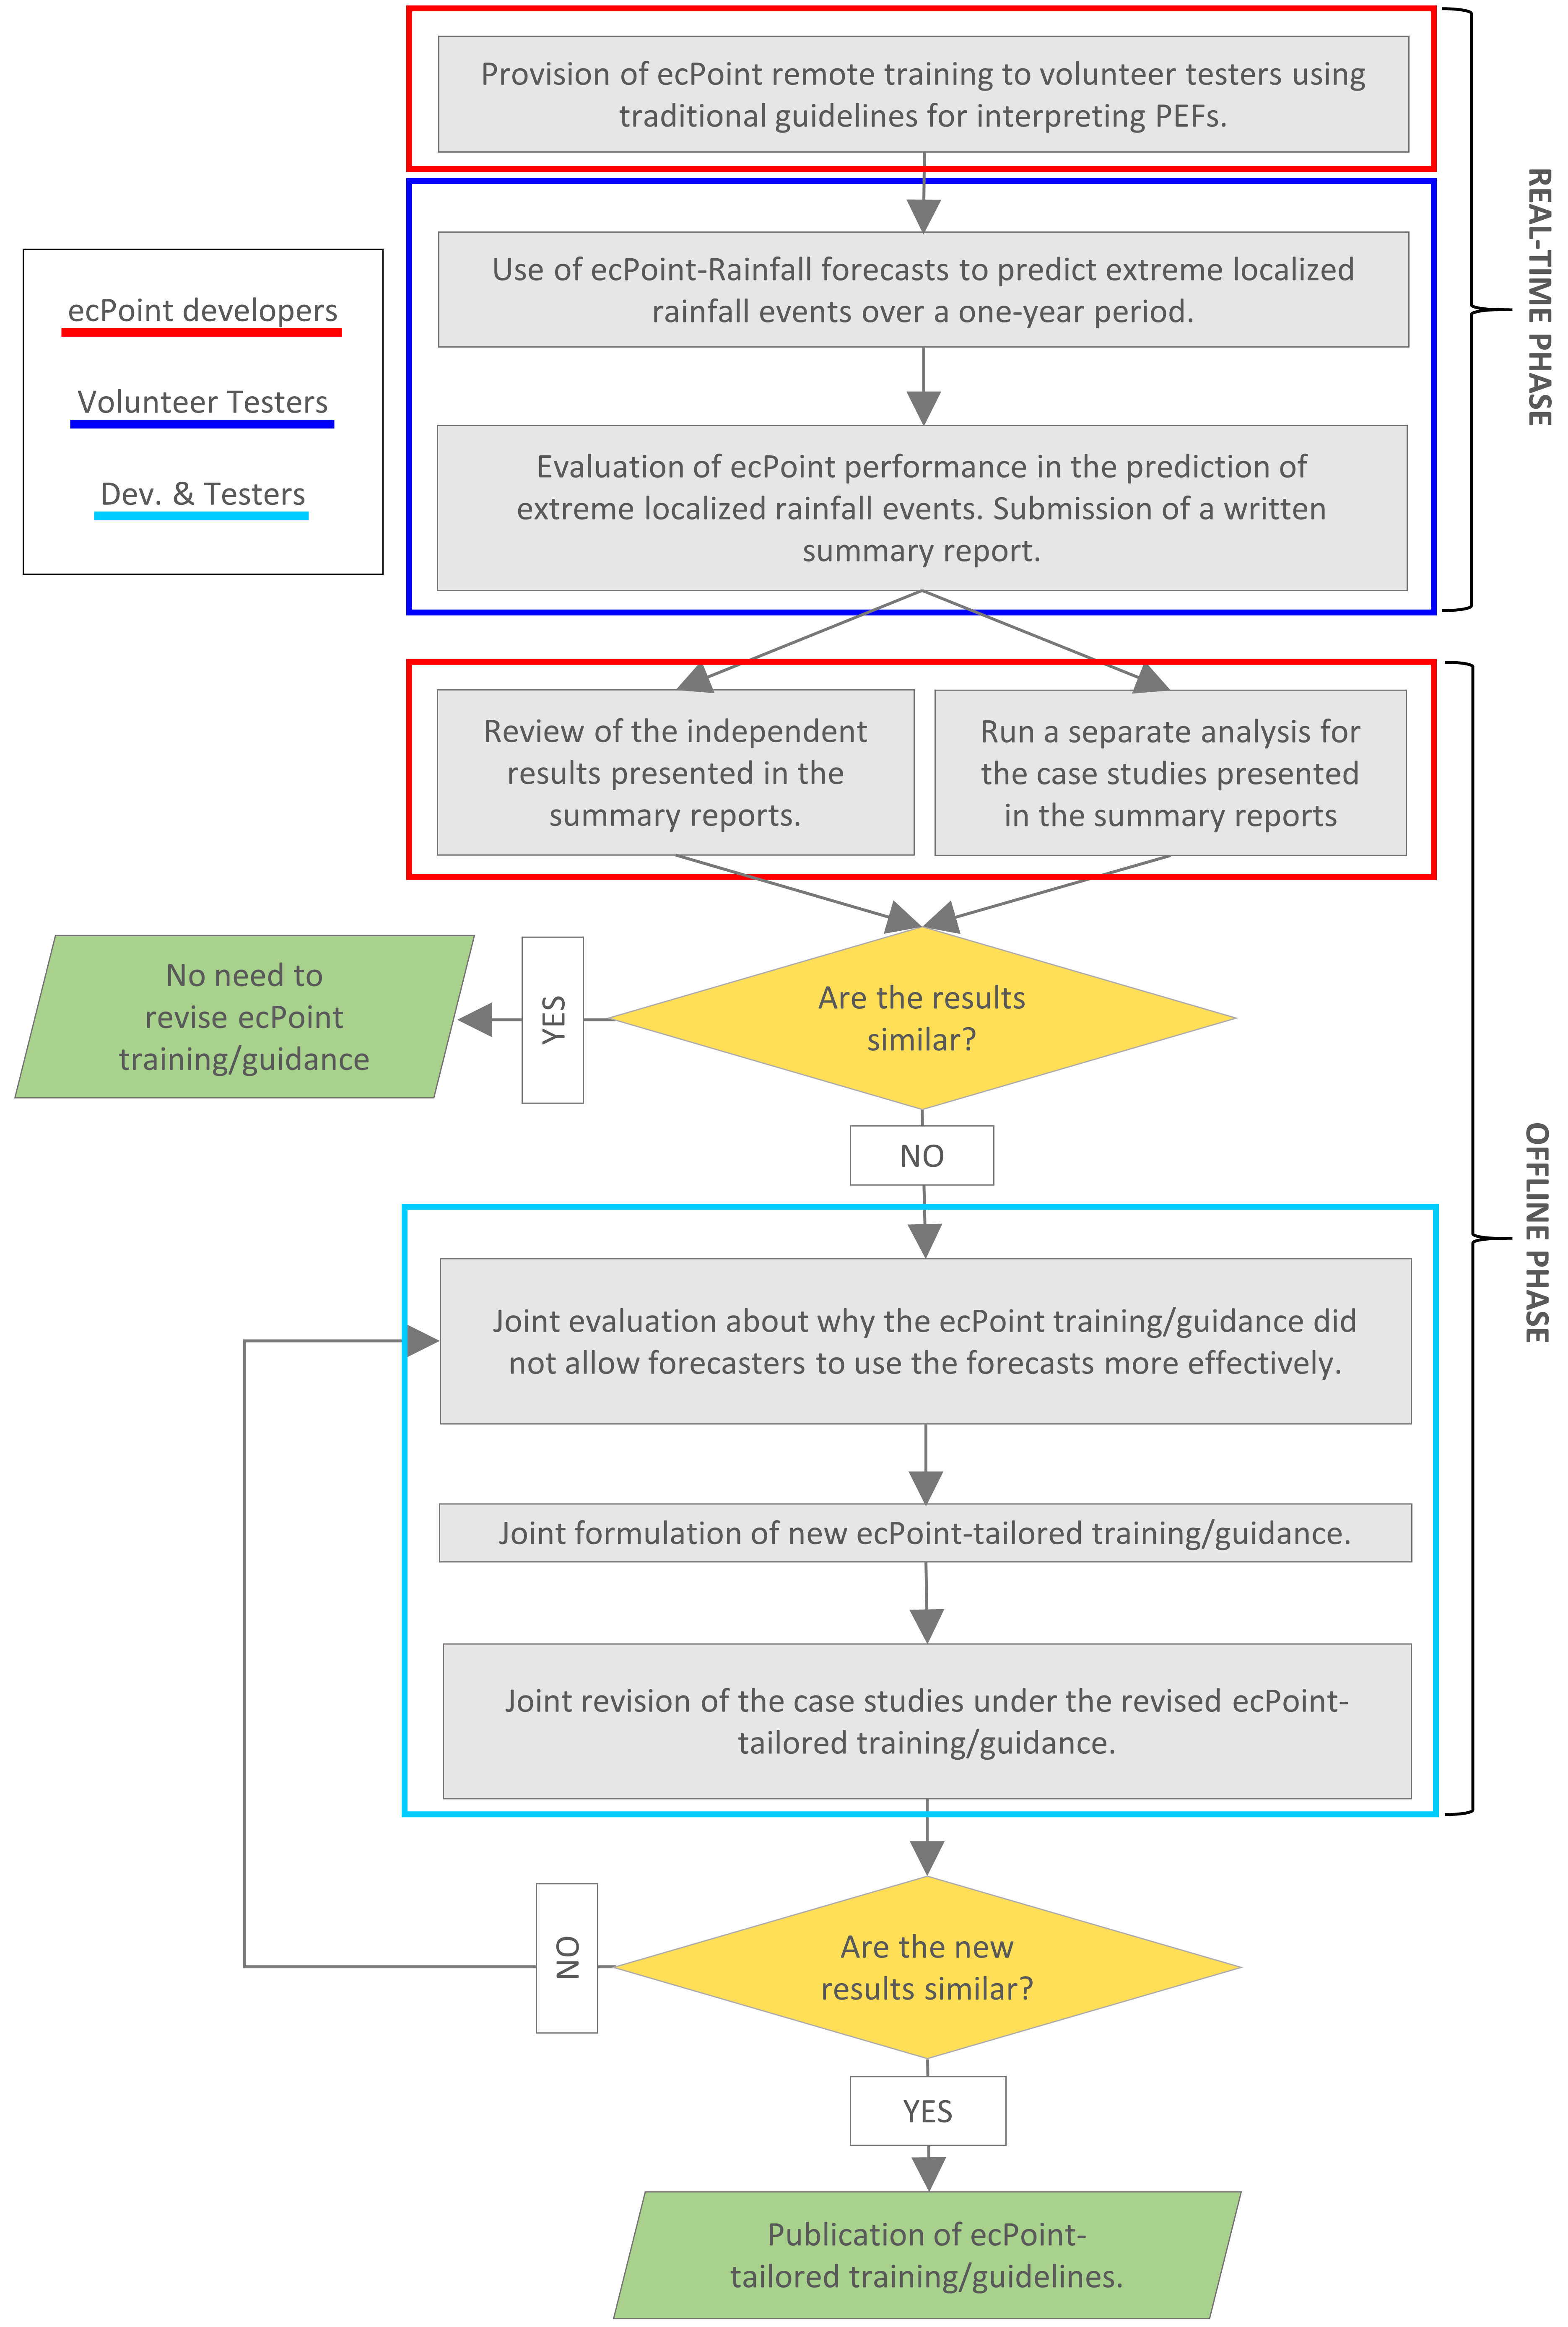 Provision of ecPoint remote training to volunteer testers using
traditional guidelines for interpreting PEFs.
REAL-TIME PHASE
Use of ecPoint-Rainfall forecasts to predict extreme localized
rainfall events over a one-year period.
ecPoint developers
Volunteer Testers
Dev. & Testers
Evaluation of ecPoint performance in the prediction of
extreme localized rainfall events. Submission of a written
summary report.
Review of the independent
results presented in the
summary reports.
Run a separate analysis for
the case studies presented
in the summary reports
Are the results
similar?
YES
No need to
revise ecPoint
training/guidance
NO
OFFLINE PHASE
Joint evaluation about why the ecPoint training/guidance did
not allow forecasters to use the forecasts more effectively.
Joint formulation of new ecPoint-tailored training/guidance.
Joint revision of the case studies under the revised ecPoint-
tailored training/guidance.
Are the new
results similar?
NO
YES
Publication of ecPoint-
tailored training/guidelines.